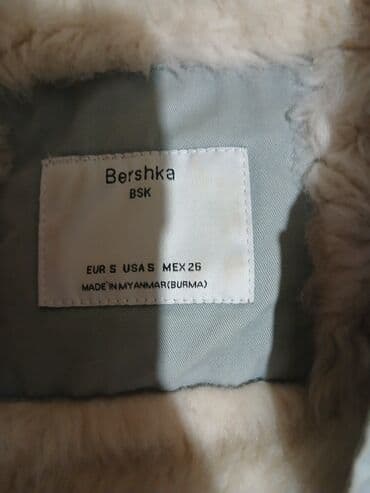 Bershka
BSK
EUR S USA S MEX 26
MADE IN MYANMAR(BURMA)